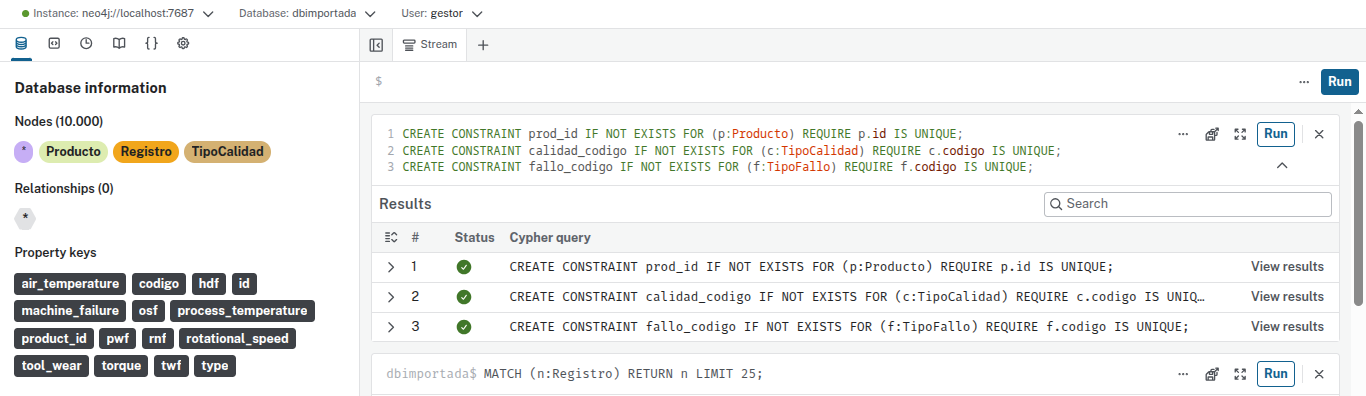 Instance: neo4j://localhost:7687 Database: dbimportada User: gestor
Stream
Database information
Nodes (10.000)
* Producto Registro TipoCalidad
Relationships (0)
*
Property keys
air_temperature codigo hdf id
machine_failure osf process_temperature
product_id pwf rnf rotational_speed
tool_wear torque twf type
$ Run
1 CREATE CONSTRAINT prod_id IF NOT EXISTS FOR (p:Producto) REQUIRE p.id IS UNIQUE; Run
2 CREATE CONSTRAINT calidad_codigo IF NOT EXISTS FOR (c:TipoCalidad) REQUIRE c.codigo IS UNIQUE;
3 CREATE CONSTRAINT fallo_codigo IF NOT EXISTS FOR (f:TipoFallo) REQUIRE f.codigo IS UNIQUE;
Results Search
# Status Cypher query
1 CREATE CONSTRAINT prod_id IF NOT EXISTS FOR (p:Producto) REQUIRE p.id IS UNIQUE; View results
2 CREATE CONSTRAINT calidad_codigo IF NOT EXISTS FOR (c:TipoCalidad) REQUIRE c.codigo IS UNIQ… View results
3 CREATE CONSTRAINT fallo_codigo IF NOT EXISTS FOR (f:TipoFallo) REQUIRE f.codigo IS UNIQUE; View results
dbimportada$ MATCH (n:Registro) RETURN n LIMIT 25; Run